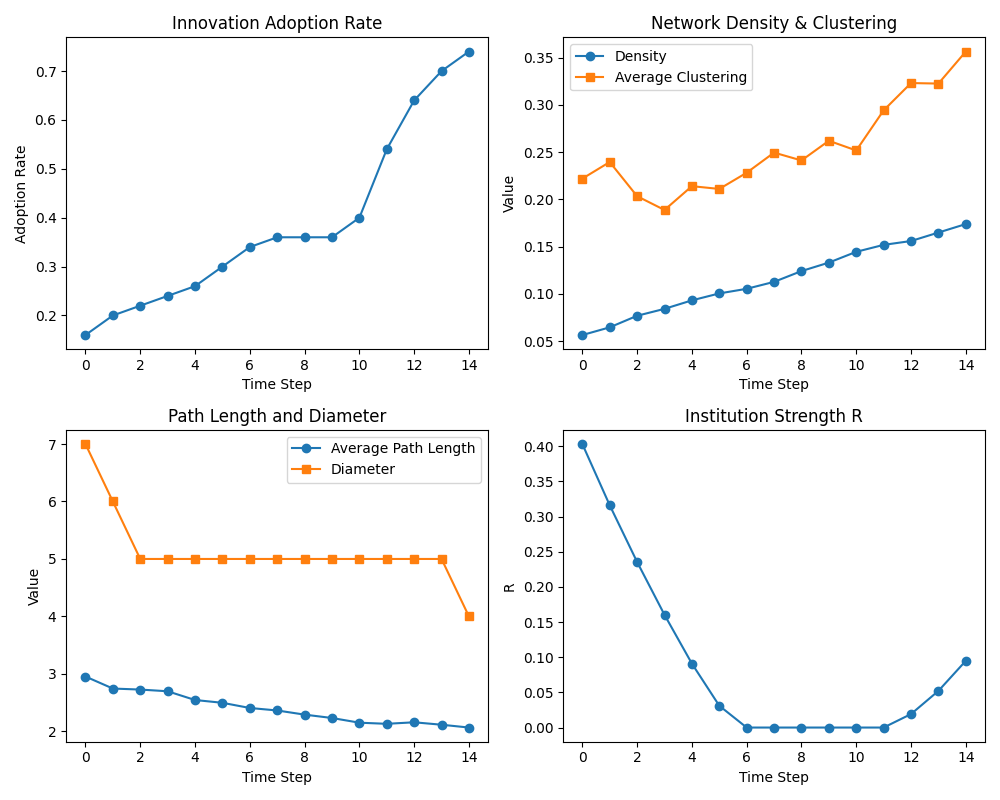 Innovation Adoption Rate
Adoption Rate
0.7
0.6
0.5
0.4
0.3
0.2
0 2 4 6 8 10 12 14
Time Step
Network Density & Clustering
Density
Average Clustering
Value
0.35
0.30
0.25
0.20
0.15
0.10
0.05
0 2 4 6 8 10 12 14
Time Step
Path Length and Diameter
Average Path Length
Diameter
Value
7
6
5
4
3
2
0 2 4 6 8 10 12 14
Time Step
Institution Strength R
R
0.40
0.35
0.30
0.25
0.20
0.15
0.10
0.05
0.00
0 2 4 6 8 10 12 14
Time Step